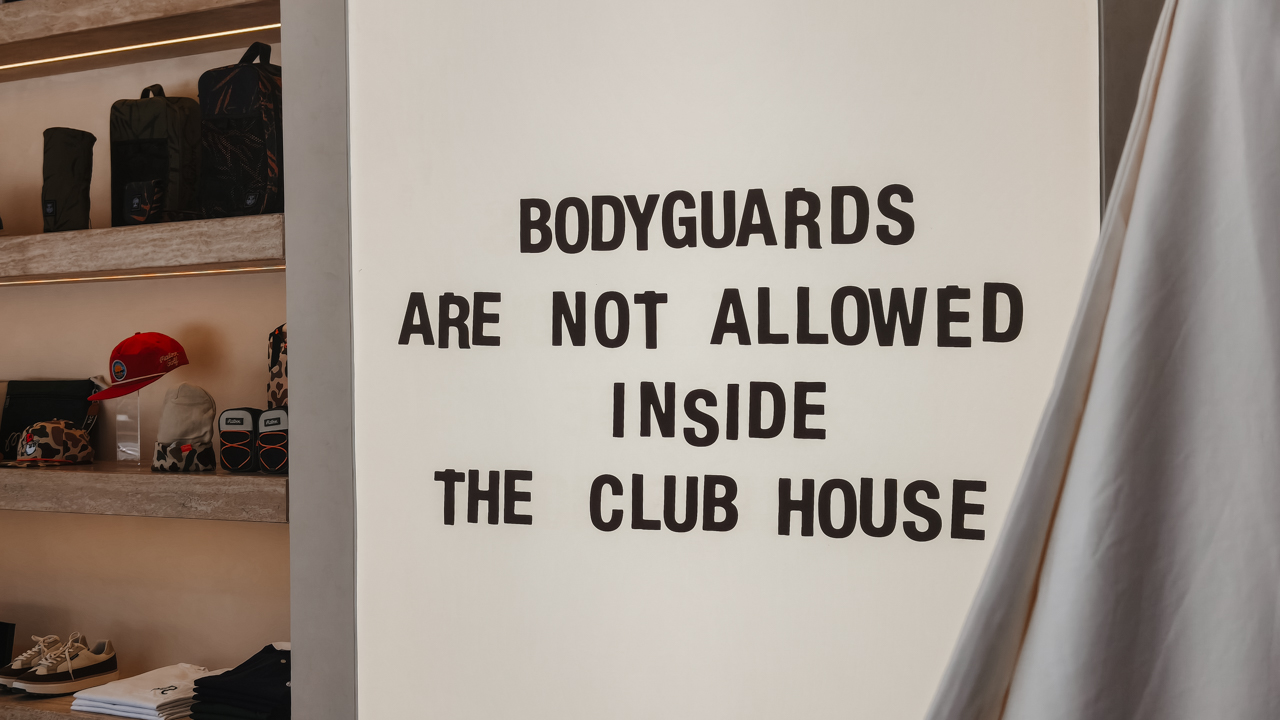 BODYGUARDS
ARE NOT ALLOWED
INSIDE
THE CLUB HOUSE